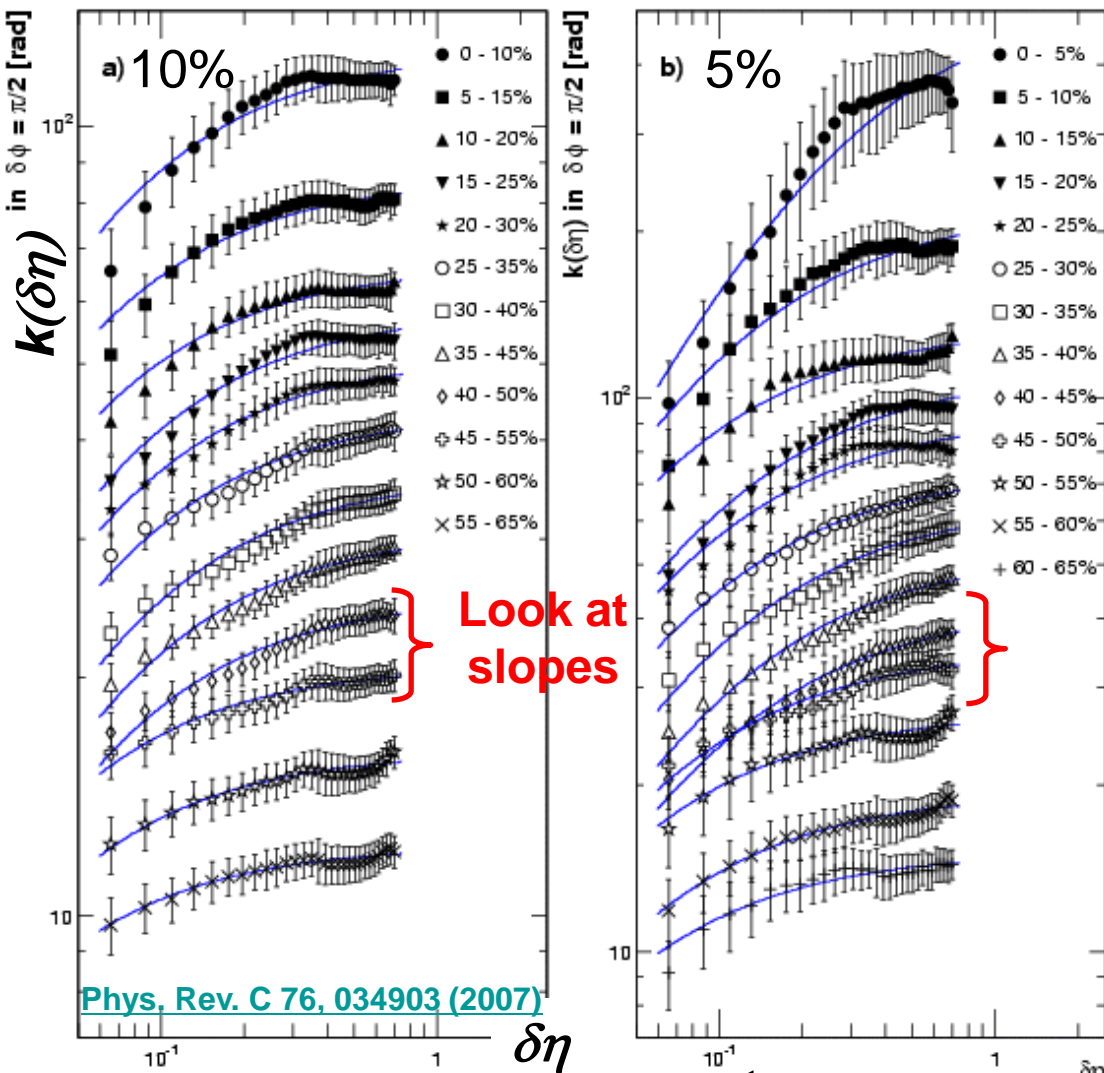 in δφ = π/2 [rad]
k(δη)
a) 10%
0 - 10%
5 - 15%
10 - 20%
15 - 25%
20 - 30%
25 - 35%
30 - 40%
35 - 45%
40 - 50%
45 - 55%
50 - 60%
55 - 65%
10²
10
10⁻¹
1
δη
Phys. Rev. C 76, 034903 (2007)
Look at
slopes
k(δη) in δφ = π/2 [rad]
b) 5%
0 - 5%
5 - 10%
10 - 15%
15 - 20%
20 - 25%
25 - 30%
30 - 35%
35 - 40%
40 - 45%
45 - 50%
50 - 55%
55 - 60%
60 - 65%
10²
10
10⁻¹
1
δη